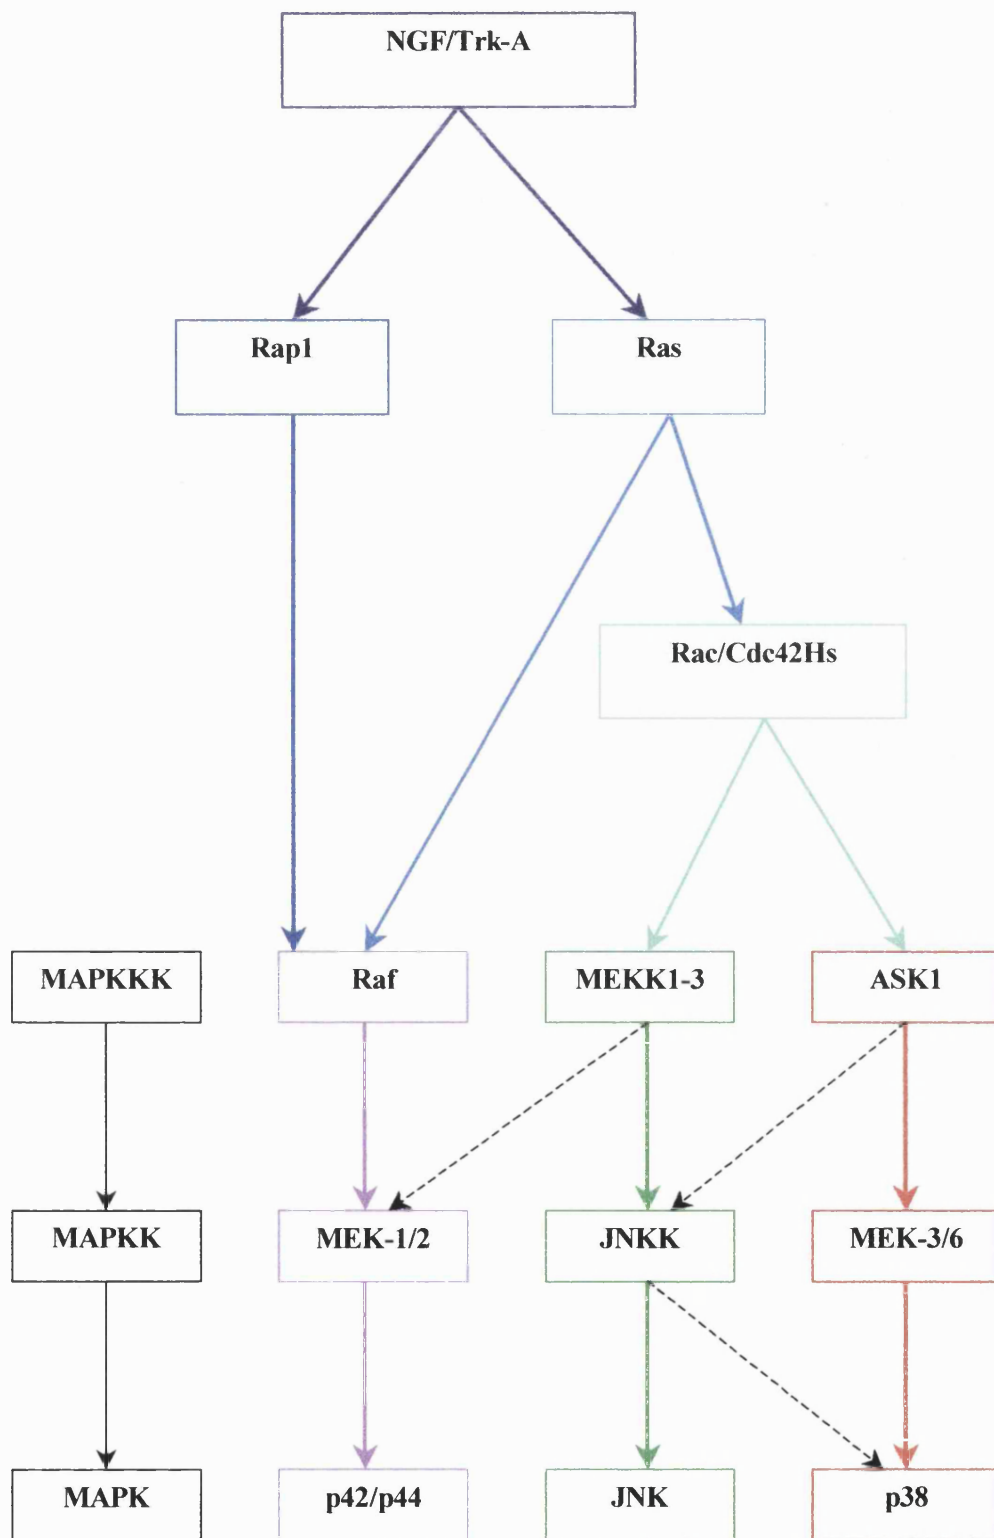 NGF/Trk-A
Rap1
Ras
Rac/Cdc42Hs
MAPKKK
Raf
MEKK1-3
ASK1
MAPKK
MEK-1/2
JNKK
MEK-3/6
MAPK
p42/p44
JNK
p38